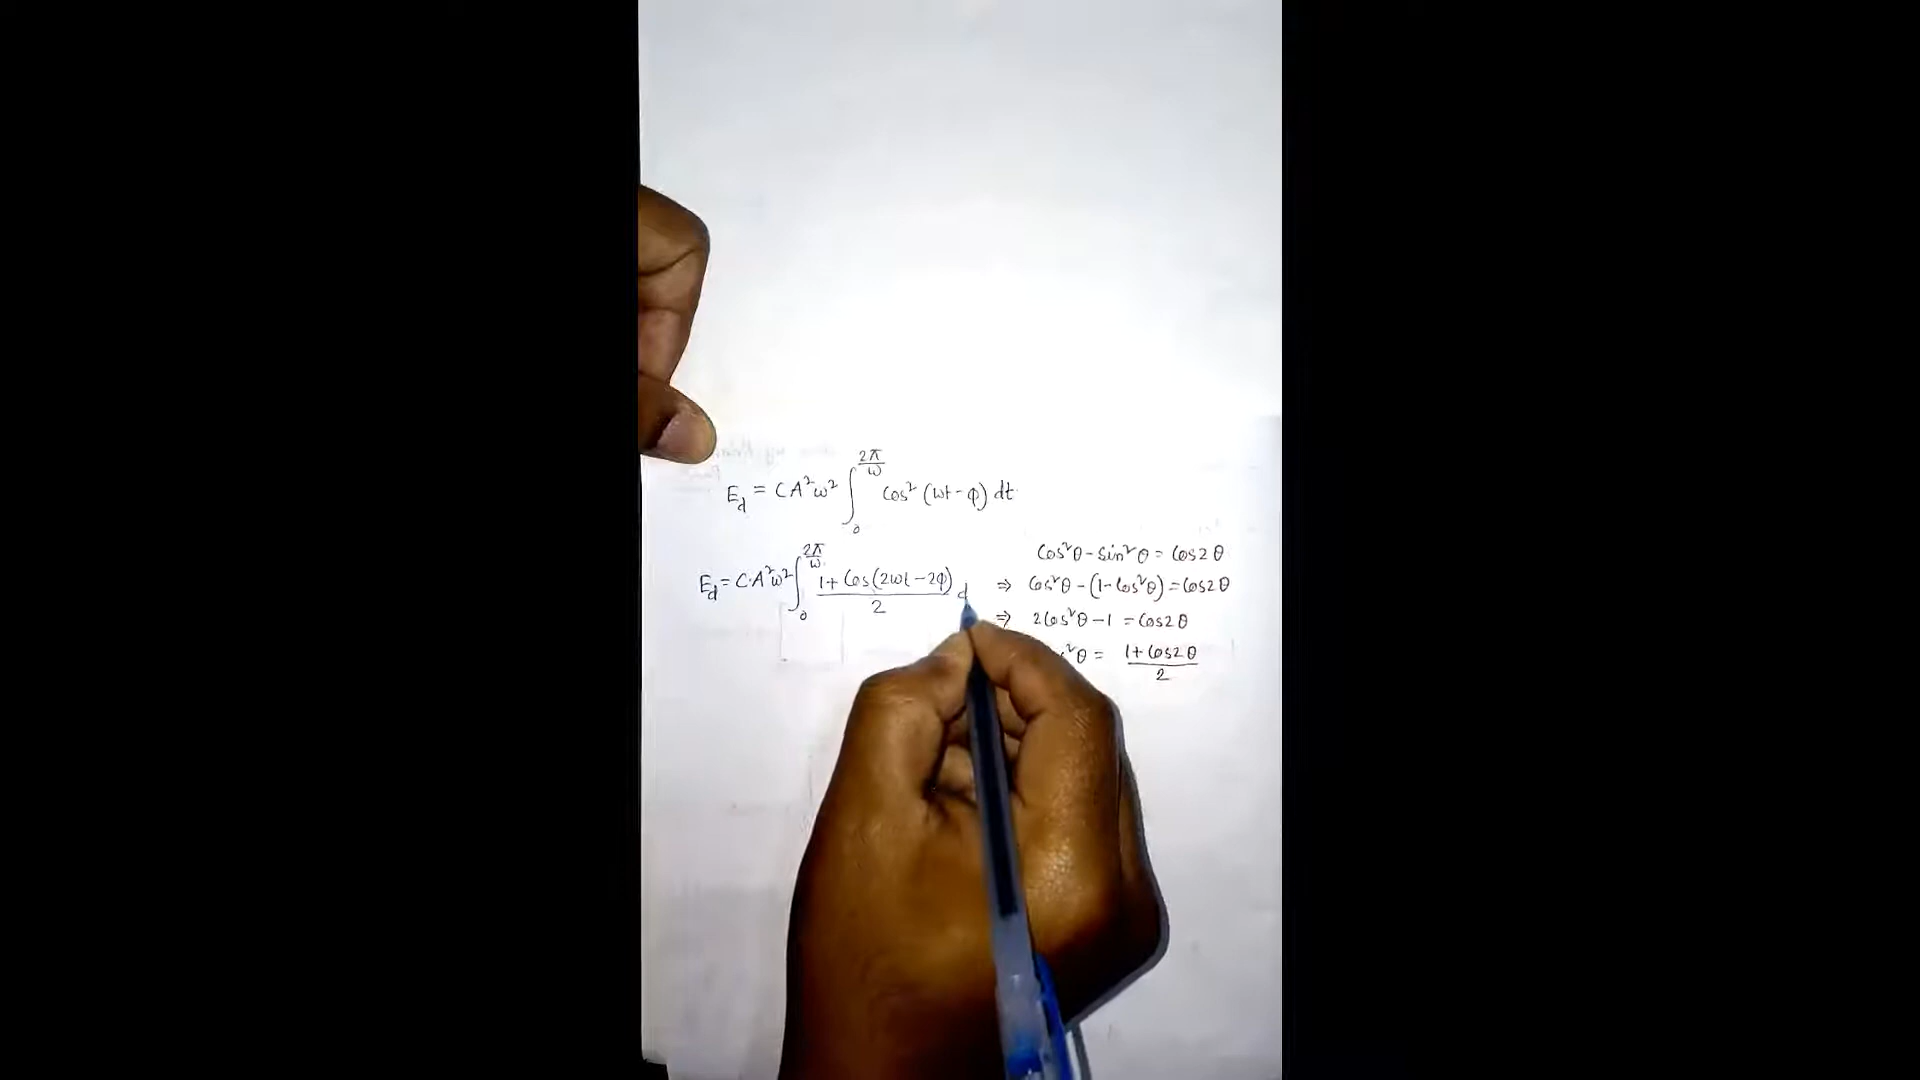 E_d = CA²ω² ∫₀^{2π/ω} Cos² (ωt-φ) dt
E_d = C·A²ω² ∫₀^{2π/ω} (1+Cos(2ωt-2φ))/2 d
Cos²θ-Sin²θ = Cos2θ
⇒ Cos²θ-(1-Cos²θ) = Cos2θ
⇒ 2Cos²θ-1 = Cos2θ
²θ = (1+Cos2θ)/2